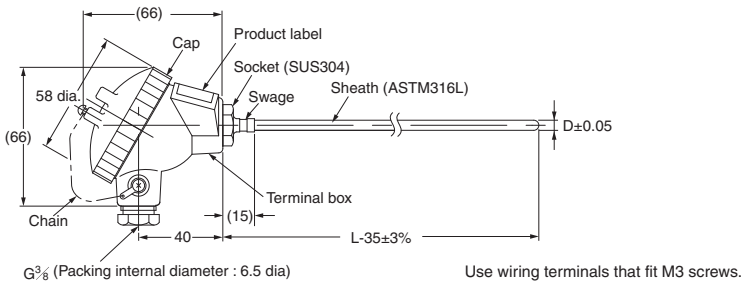 (66)
Cap
Product label
Socket (SUS304)
Swage
Sheath (ASTM316L)
58 dia.
(66)
D±0.05
Terminal box
Chain
(15)
40
L-35±3%
G3⁄8 (Packing internal diameter : 6.5 dia)
Use wiring terminals that fit M3 screws.